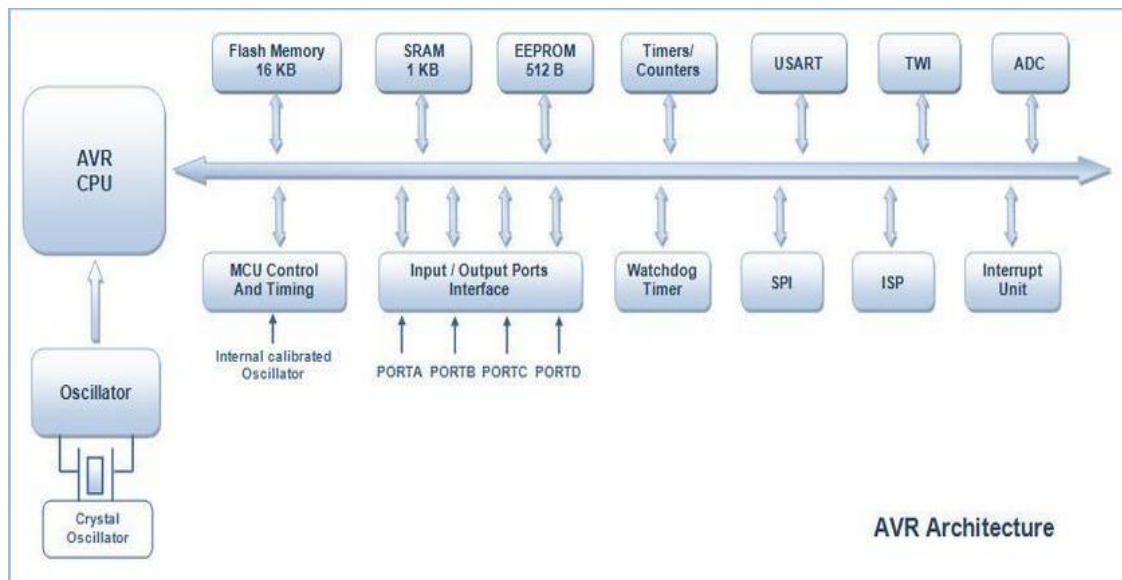 Flash Memory
16 KB
SRAM
1 KB
EEPROM
512 B
Timers/
Counters
USART
TWI
ADC
AVR
CPU
MCU Control
And Timing
Input / Output Ports
Interface
Watchdog
Timer
SPI
ISP
Interrupt
Unit
Internal calibrated
Oscillator
PORTA
PORTB
PORTC
PORTD
Oscillator
Crystal
Oscillator
AVR Architecture